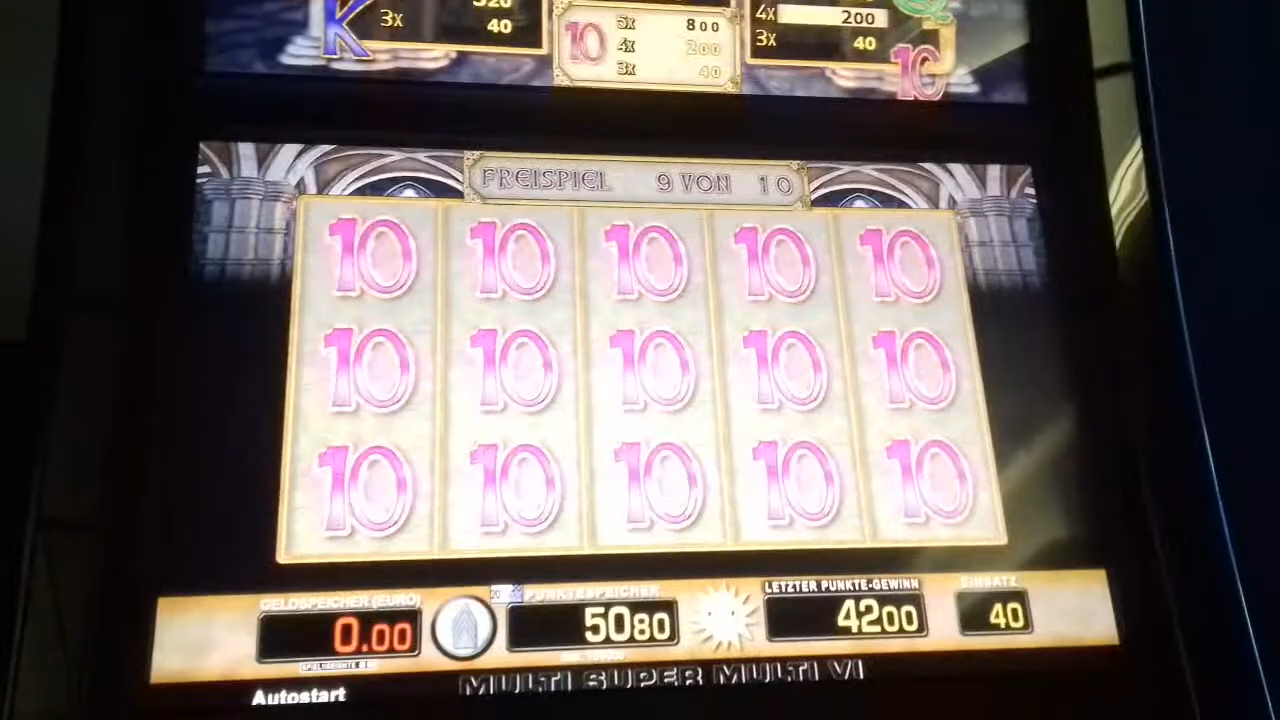 K 3x 320
40
10 5x 800
4x 200
3x 40
4x 200
3x 40
10
FREISPIEL 9 VON 10
10 10 10 10 10
10 10 10 10 10
10 10 10 10 10
GELDSPEICHER (EURO)
0.00
20
PUNKTESPEICHER
5080
LETZTER PUNKTE-GEWINN
4200
EINSATZ
40
Autostart
MULTI SUPER MULTI VI